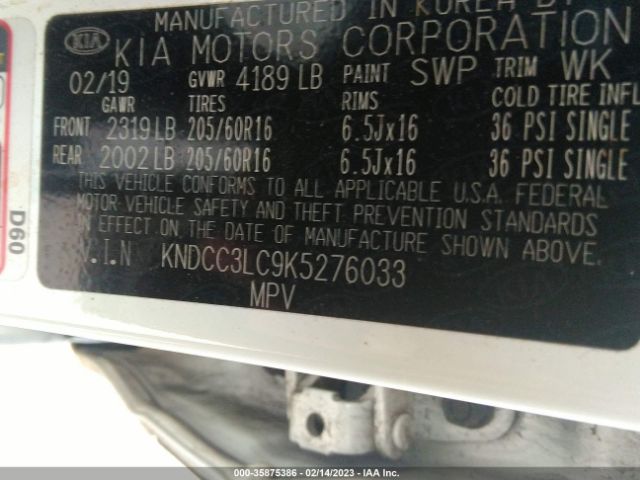 MANUFACTURED IN KOREA BY
KIA KIA MOTORS CORPORATION
02/19 GVWR 4189 LB PAINT SWP TRIM WK
GAWR TIRES RIMS COLD TIRE INFL
FRONT 2319 LB 205/60R16 6.5Jx16 36 PSI SINGLE
REAR 2002 LB 205/60R16 6.5Jx16 36 PSI SINGLE
THIS VEHICLE CONFORMS TO ALL APPLICABLE U.S.A. FEDERAL
MOTOR VEHICLE SAFETY AND THEFT PREVENTION STANDARDS
IN EFFECT ON THE DATE OF MANUFACTURE SHOWN ABOVE.
V.I.N KNDCC3LC9K5276033
MPV
D60
000-35875386 - 02/14/2023 - IAA Inc.